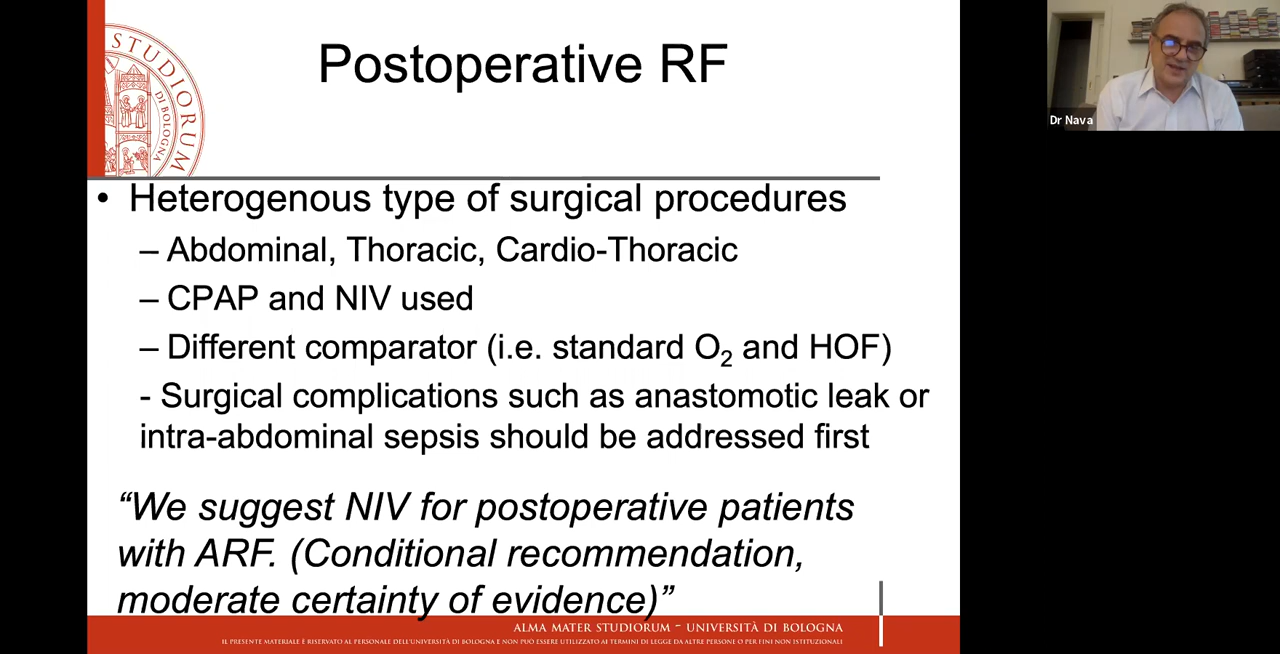 STUDIORUM
DI BOLOGNA
Postoperative RF
Dr Nava
• Heterogenous type of surgical procedures
– Abdominal, Thoracic, Cardio-Thoracic
– CPAP and NIV used
– Different comparator (i.e. standard O₂ and HOF)
- Surgical complications such as anastomotic leak or
intra-abdominal sepsis should be addressed first
“We suggest NIV for postoperative patients
with ARF. (Conditional recommendation,
moderate certainty of evidence)”
ALMA MATER STUDIORUM – UNIVERSITÀ DI BOLOGNA
IL PRESENTE MATERIALE È RISERVATO AL PERSONALE DELL'UNIVERSITÀ DI BOLOGNA E NON PUÒ ESSERE UTILIZZATO AI TERMINI DI LEGGE DA ALTRE PERSONE O PER FINI NON ISTITUZIONALI